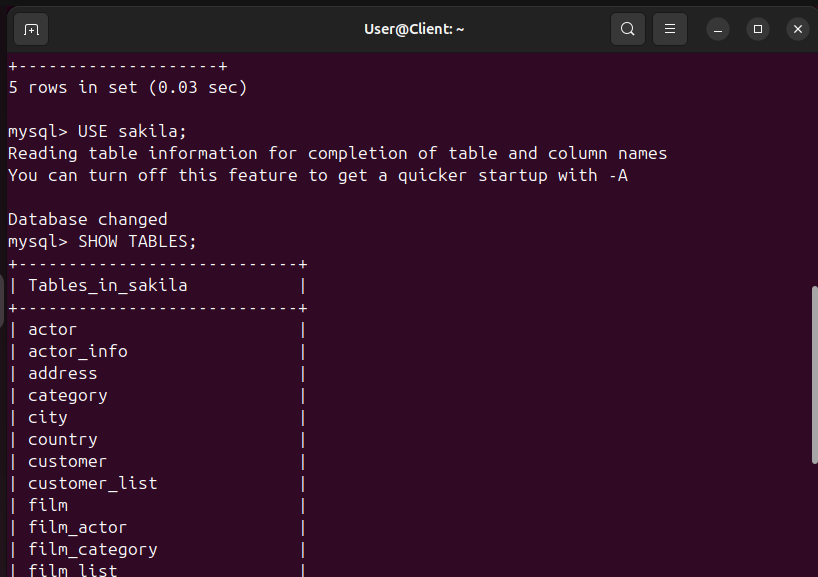 User@Client: ~
+--------------------+
5 rows in set (0.03 sec)
mysql> USE sakila;
Reading table information for completion of table and column names
You can turn off this feature to get a quicker startup with -A
Database changed
mysql> SHOW TABLES;
+----------------------------+
| Tables_in_sakila           |
+----------------------------+
| actor                      |
| actor_info                 |
| address                    |
| category                   |
| city                       |
| country                    |
| customer                   |
| customer_list              |
| film                       |
| film_actor                 |
| film_category              |
| film_list                  |